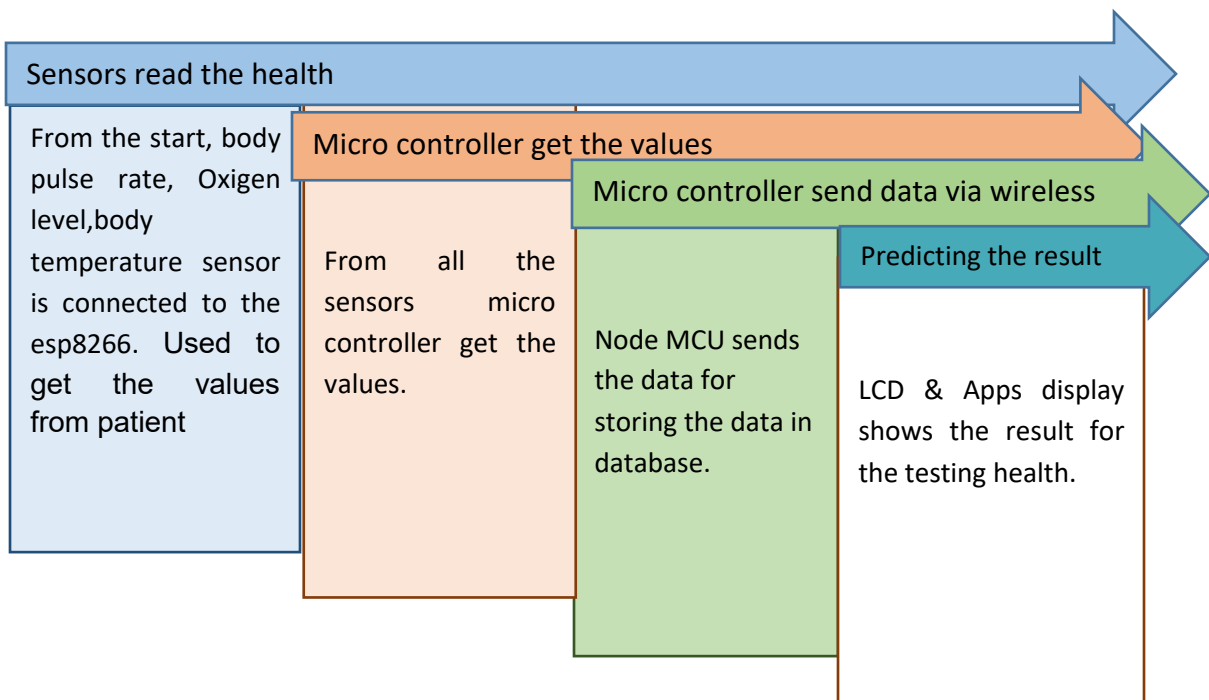 Sensors read the health
From the start, body
pulse rate, Oxigen
level,body
temperature sensor
is connected to the
esp8266. Used to
get the values
from patient
Micro controller get the values
From all the
sensors micro
controller get the
values.
Micro controller send data via wireless
Node MCU sends
the data for
storing the data in
database.
Predicting the result
LCD & Apps display
shows the result for
the testing health.